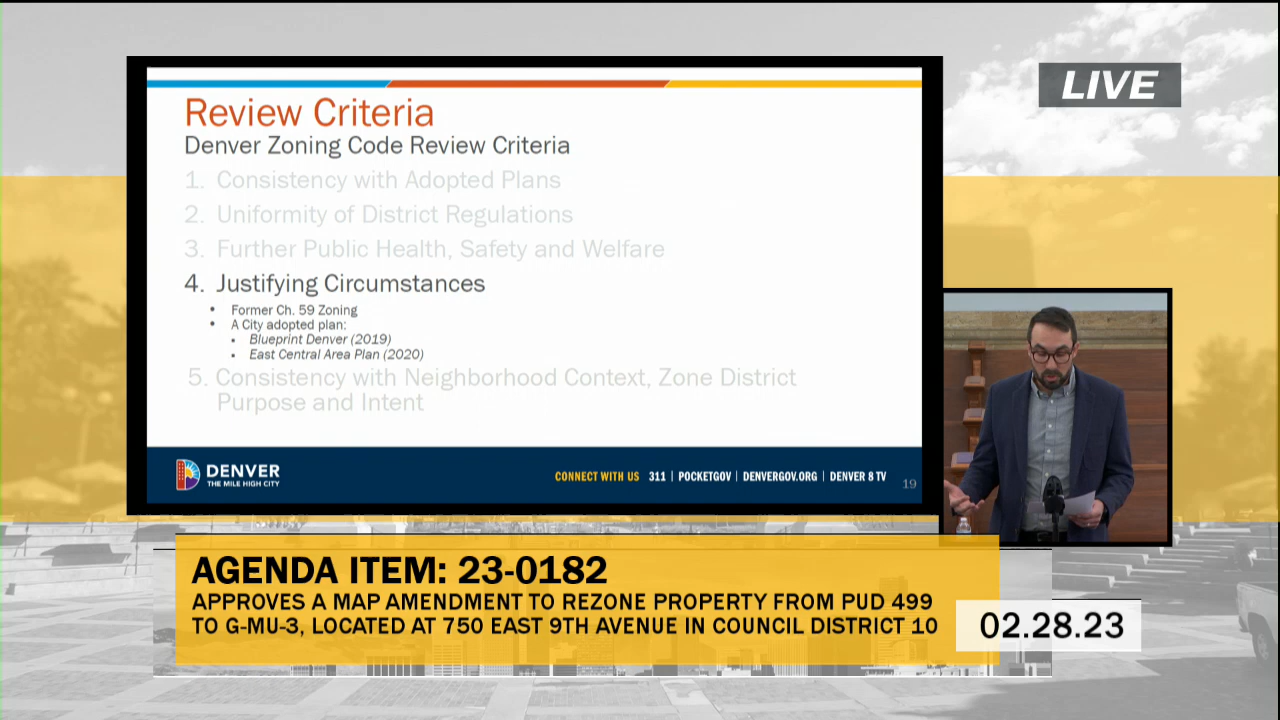 LIVE
Review Criteria
Denver Zoning Code Review Criteria
1. Consistency with Adopted Plans
2. Uniformity of District Regulations
3. Further Public Health, Safety and Welfare
4. Justifying Circumstances
• Former Ch. 59 Zoning
• A City adopted plan:
▪ Blueprint Denver (2019)
▪ East Central Area Plan (2020)
5. Consistency with Neighborhood Context, Zone District
Purpose and Intent
DENVER
THE MILE HIGH CITY
CONNECT WITH US 311 | POCKETGOV | DENVERGOV.ORG | DENVER 8 TV
19
AGENDA ITEM: 23-0182
APPROVES A MAP AMENDMENT TO REZONE PROPERTY FROM PUD 499
TO G-MU-3, LOCATED AT 750 EAST 9TH AVENUE IN COUNCIL DISTRICT 10
02.28.23